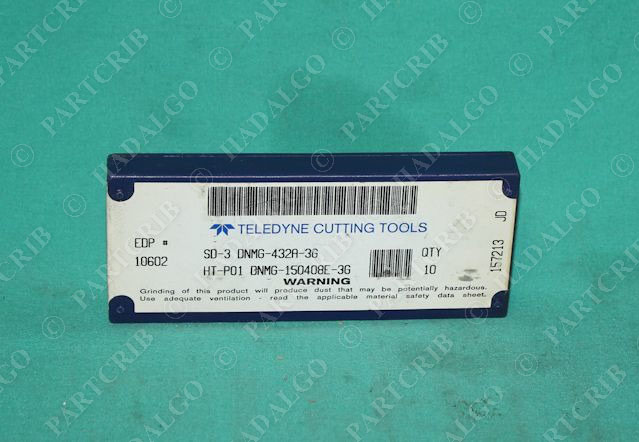 TELEDYNE CUTTING TOOLS
EDP #
10602
SD-3 DNMG-432A-3G
HT-P01 DNMG-150408E-3G
QTY
10
157213 JD
WARNING
Grinding of this product will produce dust that may be potentially hazardous.
Use adequate ventilation - read the applicable material safety data sheet.
© PARTCRIB
© HADALGO